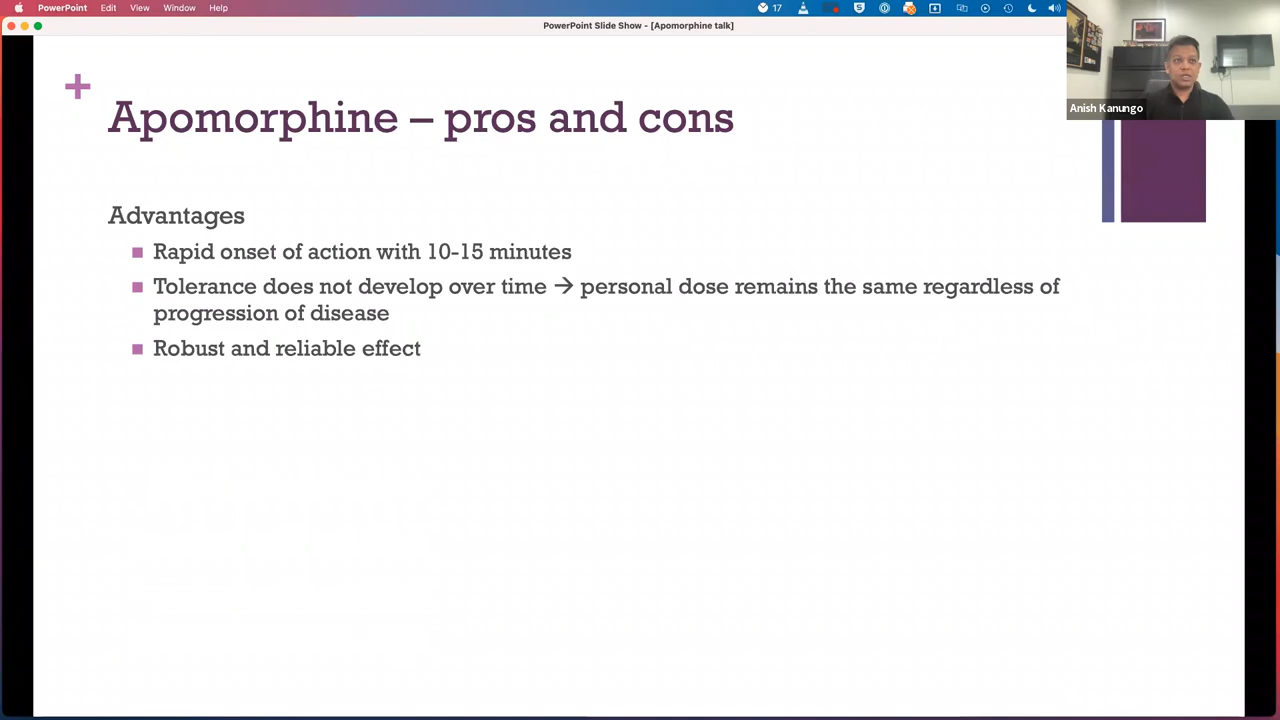 PowerPoint Edit View Window Help 17
PowerPoint Slide Show - [Apomorphine talk]
Anish Kanungo
+
Apomorphine – pros and cons
Advantages
■ Rapid onset of action with 10-15 minutes
■ Tolerance does not develop over time → personal dose remains the same regardless of
progression of disease
■ Robust and reliable effect